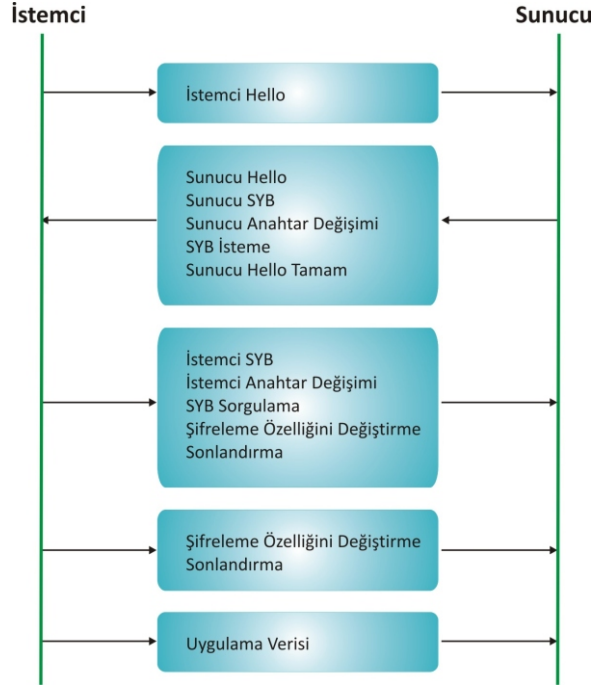 İstemci
Sunucu
İstemci Hello
Sunucu Hello
Sunucu SYB
Sunucu Anahtar Değişimi
SYB İsteme
Sunucu Hello Tamam
İstemci SYB
İstemci Anahtar Değişimi
SYB Sorgulama
Şifreleme Özelliğini Değiştirme
Sonlandırma
Şifreleme Özelliğini Değiştirme
Sonlandırma
Uygulama Verisi